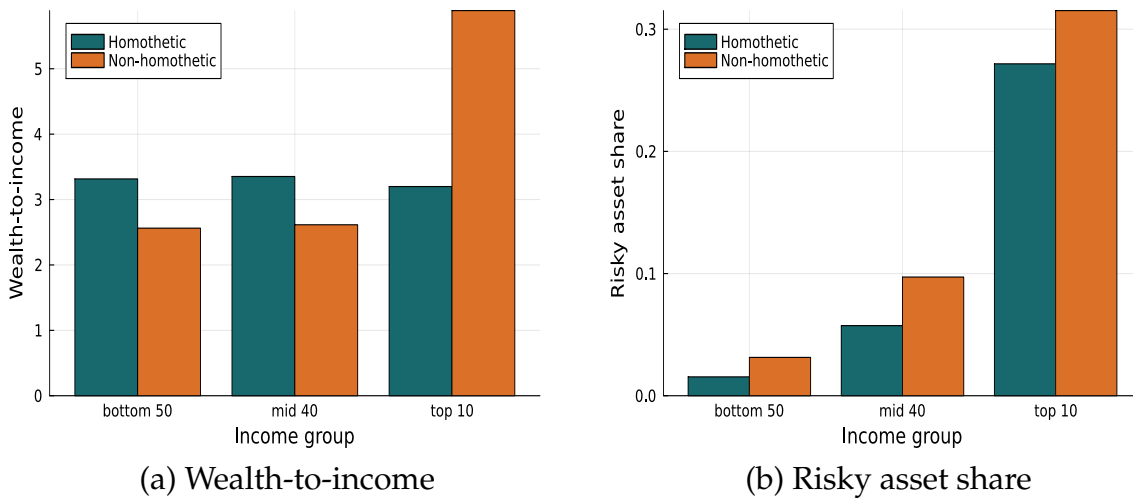 Homothetic
Non-homothetic
Wealth-to-income
5
4
3
2
1
0
bottom 50 mid 40 top 10
Income group
(a) Wealth-to-income
Homothetic
Non-homothetic
Risky asset share
0.3
0.2
0.1
0.0
bottom 50 mid 40 top 10
Income group
(b) Risky asset share